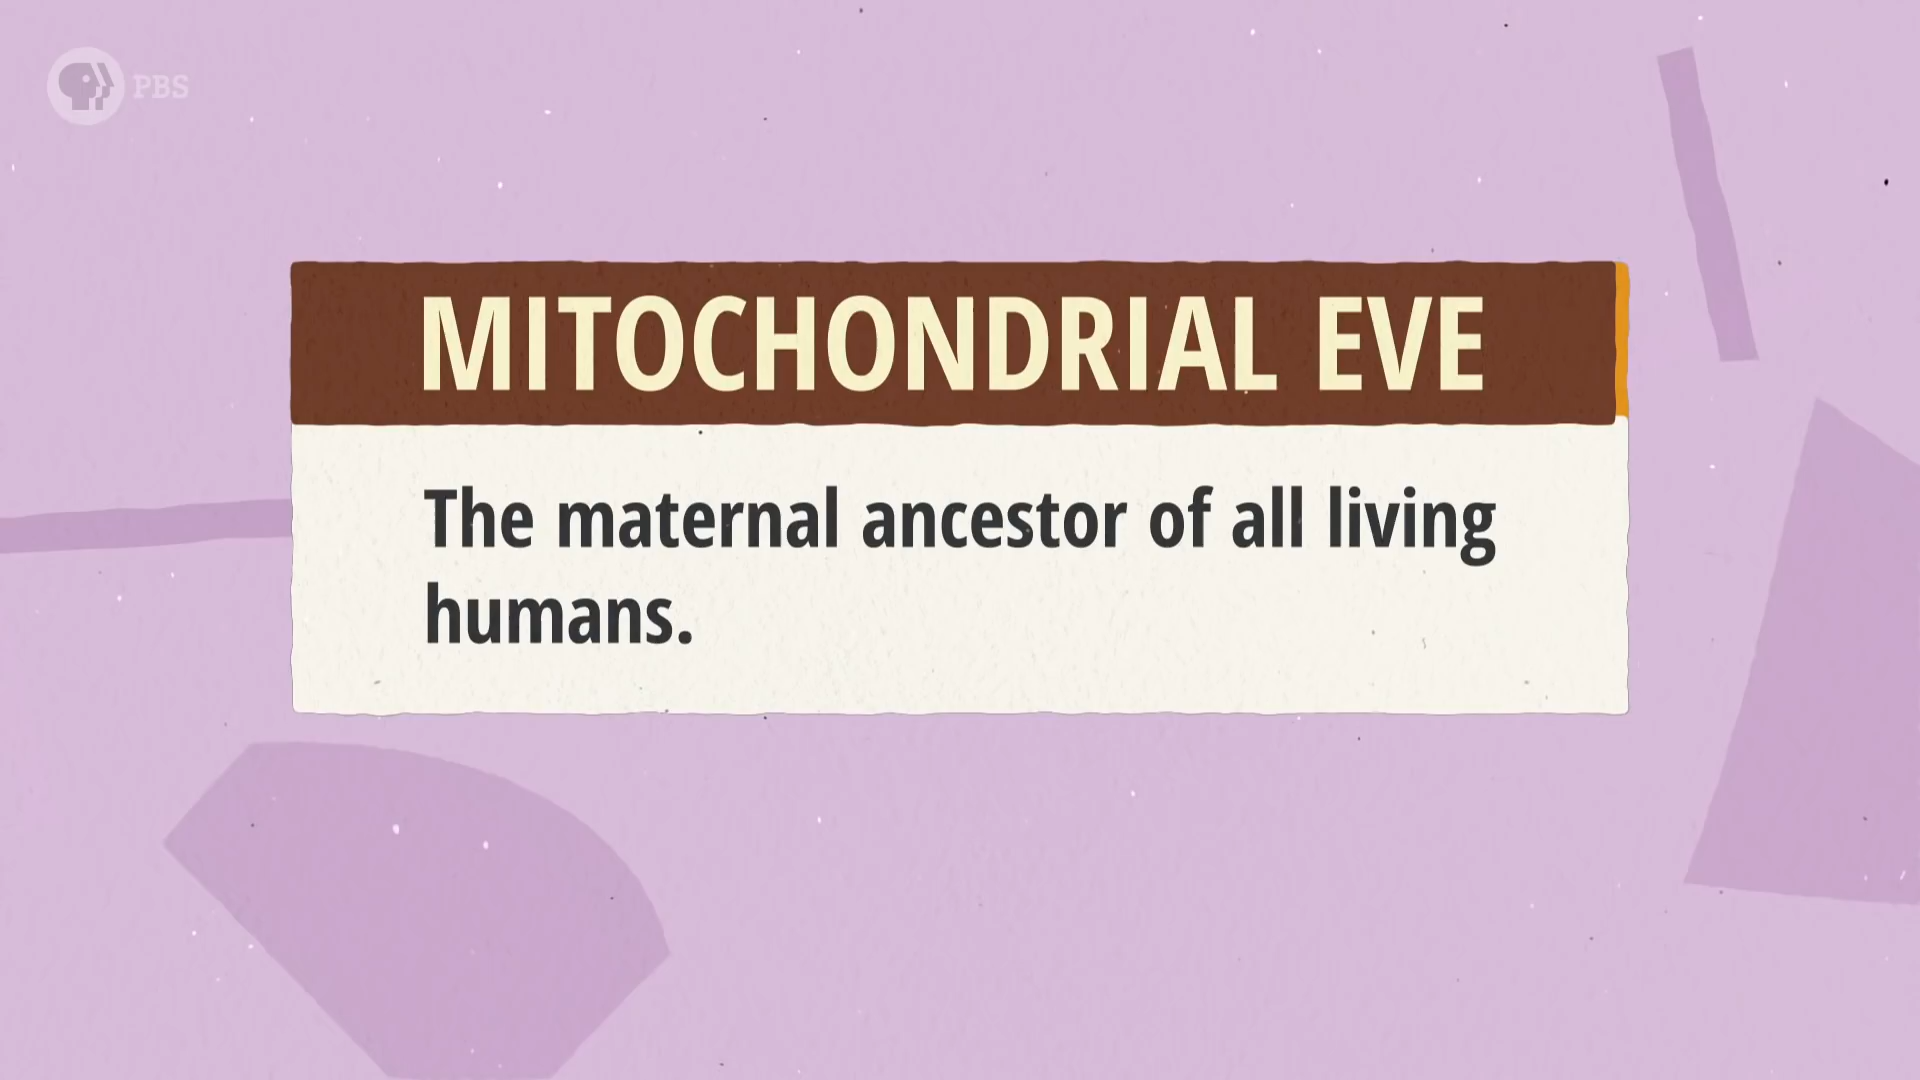 PBS
MITOCHONDRIAL EVE
The maternal ancestor of all living
humans.